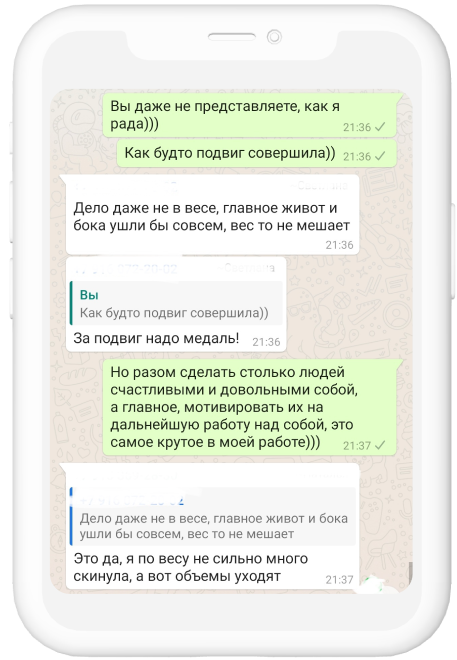 Вы даже не представляете, как я
рада)))
21:36
Как будто подвиг совершила))
21:36
Дело даже не в весе, главное живот и
бока ушли бы совсем, вес то не мешает
21:36
Вы
Как будто подвиг совершила))
За подвиг надо медаль!
21:36
Но разом сделать столько людей
счастливыми и довольными собой,
а главное, мотивировать их на
дальнейшую работу над собой, это
самое крутое в моей работе)))
21:37
Дело даже не в весе, главное живот и бока
ушли бы совсем, вес то не мешает
Это да, я по весу не сильно много
скинула, а вот объемы уходят
21:37